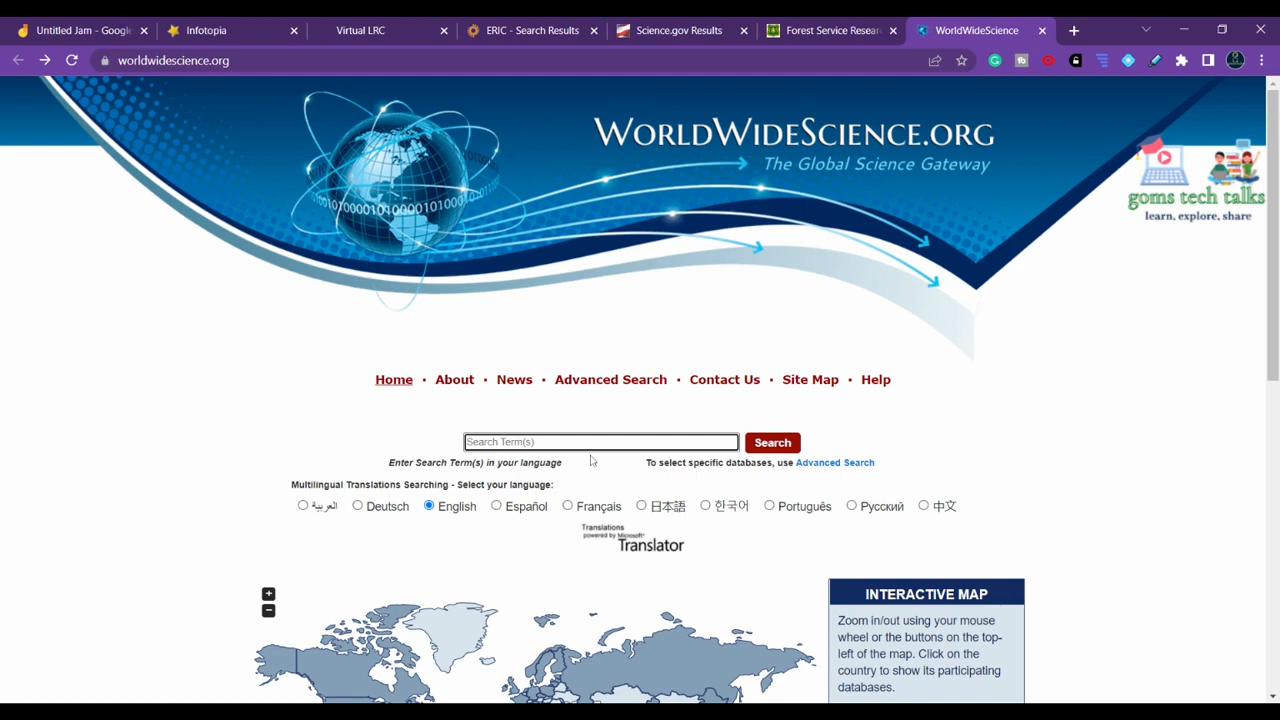 Untitled Jam - Google
Infotopia
Virtual LRC
ERIC - Search Results
Science.gov Results
Forest Service Resear
WorldWideScience
worldwidescience.org
WORLDWIDESCIENCE.ORG
The Global Science Gateway
010000101000010100010
goms tech talks
learn, explore, share
Home · About · News · Advanced Search · Contact Us · Site Map · Help
Search Term(s)
Search
Enter Search Term(s) in your language
To select specific databases, use Advanced Search
Multilingual Translations Searching - Select your language:
العربية Deutsch English Español Français 日本語 한국어 Português Русский 中文
Translations
powered by Microsoft®
Translator
+
−
INTERACTIVE MAP
Zoom in/out using your mouse
wheel or the buttons on the top-
left of the map. Click on the
country to show its participating
databases.